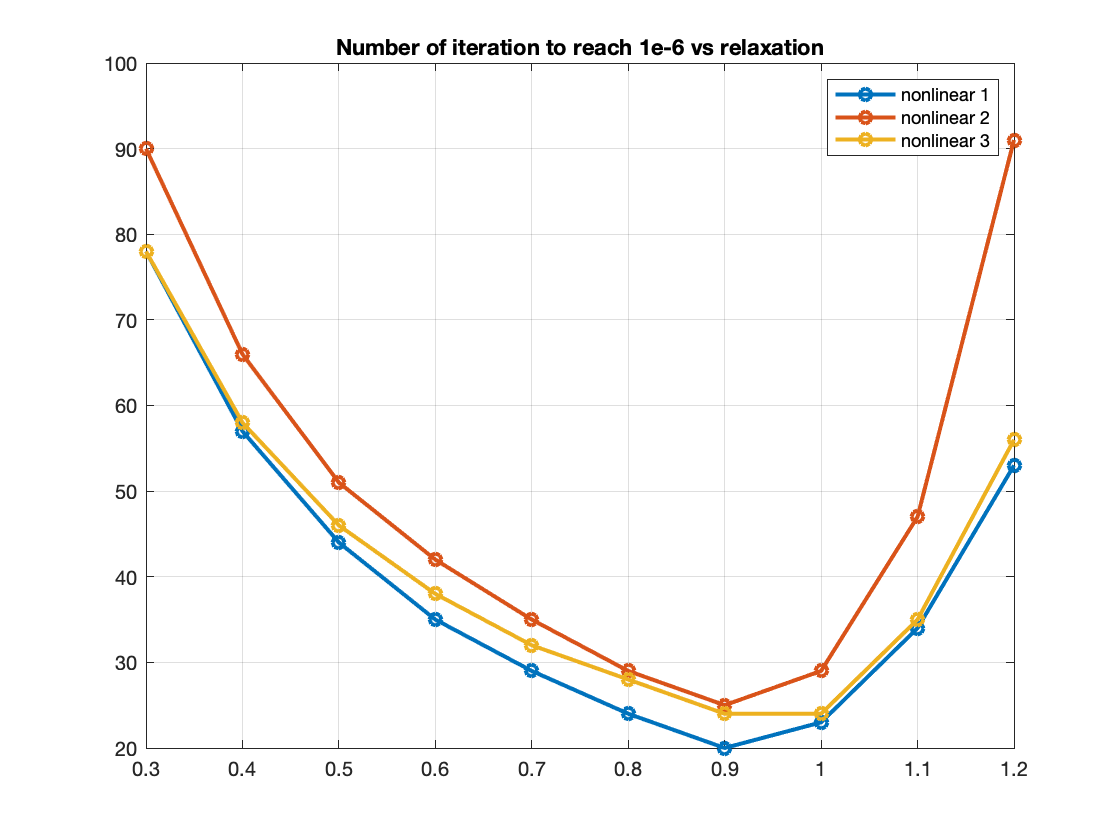 Number of iteration to reach 1e-6 vs relaxation
100
90
80
70
60
50
40
30
20
0.3 0.4 0.5 0.6 0.7 0.8 0.9 1 1.1 1.2
nonlinear 1
nonlinear 2
nonlinear 3